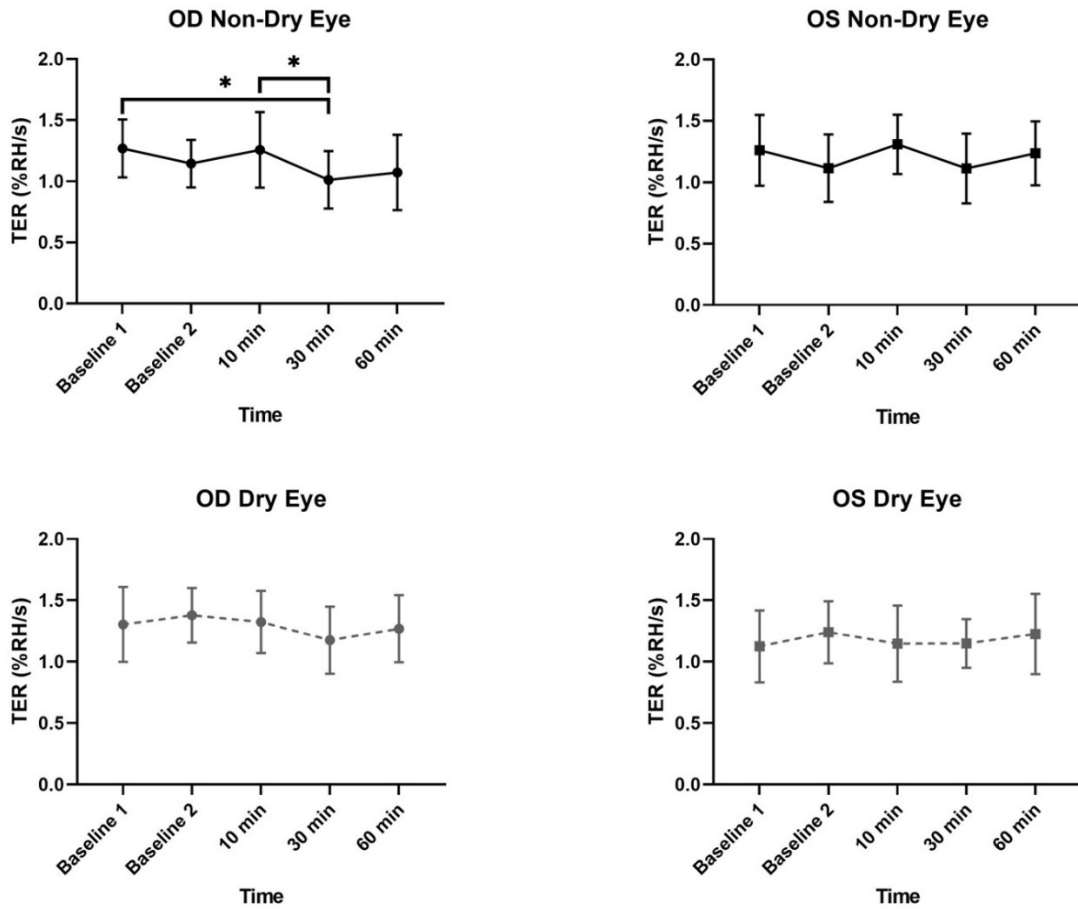 OD Non-Dry Eye
TER (%RH/s)
2.0
1.5
1.0
0.5
0.0
*
*
Baseline 1
Baseline 2
10 min
30 min
60 min
Time
OS Non-Dry Eye
TER (%RH/s)
2.0
1.5
1.0
0.5
0.0
Baseline 1
Baseline 2
10 min
30 min
60 min
Time
OD Dry Eye
TER (%RH/s)
2.0
1.5
1.0
0.5
0.0
Baseline 1
Baseline 2
10 min
30 min
60 min
Time
OS Dry Eye
TER (%RH/s)
2.0
1.5
1.0
0.5
0.0
Baseline 1
Baseline 2
10 min
30 min
60 min
Time